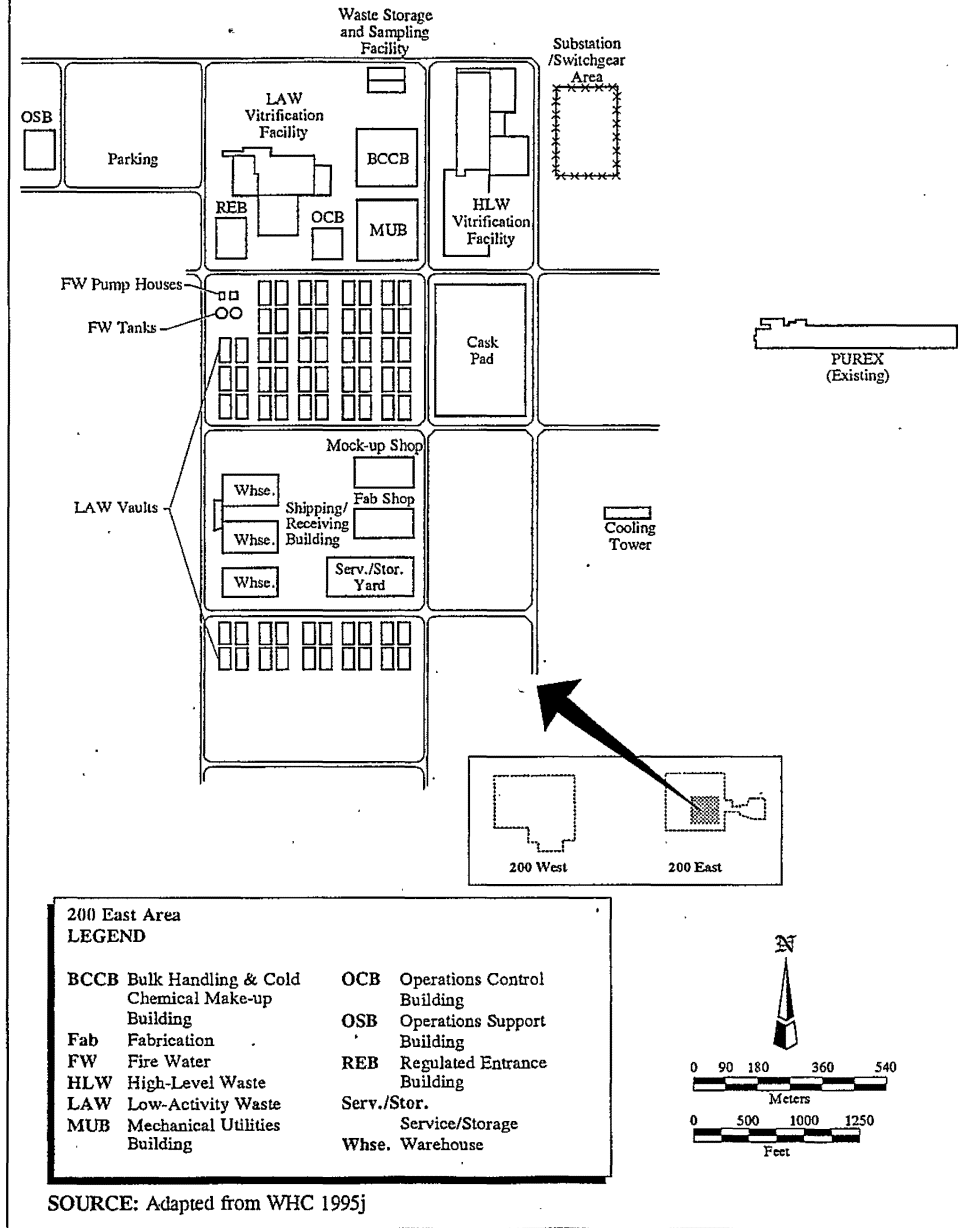 Waste Storage
and Sampling
Facility
Substation
/Switchgear
Area
OSB
Parking
LAW
Vitrification
Facility
BCCB
REB
OCB
MUB
HLW
Vitrification
Facility
FW Pump Houses
FW Tanks
Cask
Pad
PUREX
(Existing)
Mock-up Shop
LAW Vaults
Whse.
Shipping/
Receiving
Building
Fab Shop
Whse.
Whse.
Serv./Stor.
Yard
Cooling
Tower
200 West
200 East
200 East Area
LEGEND
BCCB Bulk Handling & Cold
Chemical Make-up
Building
Fab Fabrication
FW Fire Water
HLW High-Level Waste
LAW Low-Activity Waste
MUB Mechanical Utilities
Building
OCB Operations Control
Building
OSB Operations Support
Building
REB Regulated Entrance
Building
Serv./Stor.
Service/Storage
Whse. Warehouse
N
0 90 180 360 540
Meters
0 500 1000 1250
Feet
SOURCE: Adapted from WHC 1995j